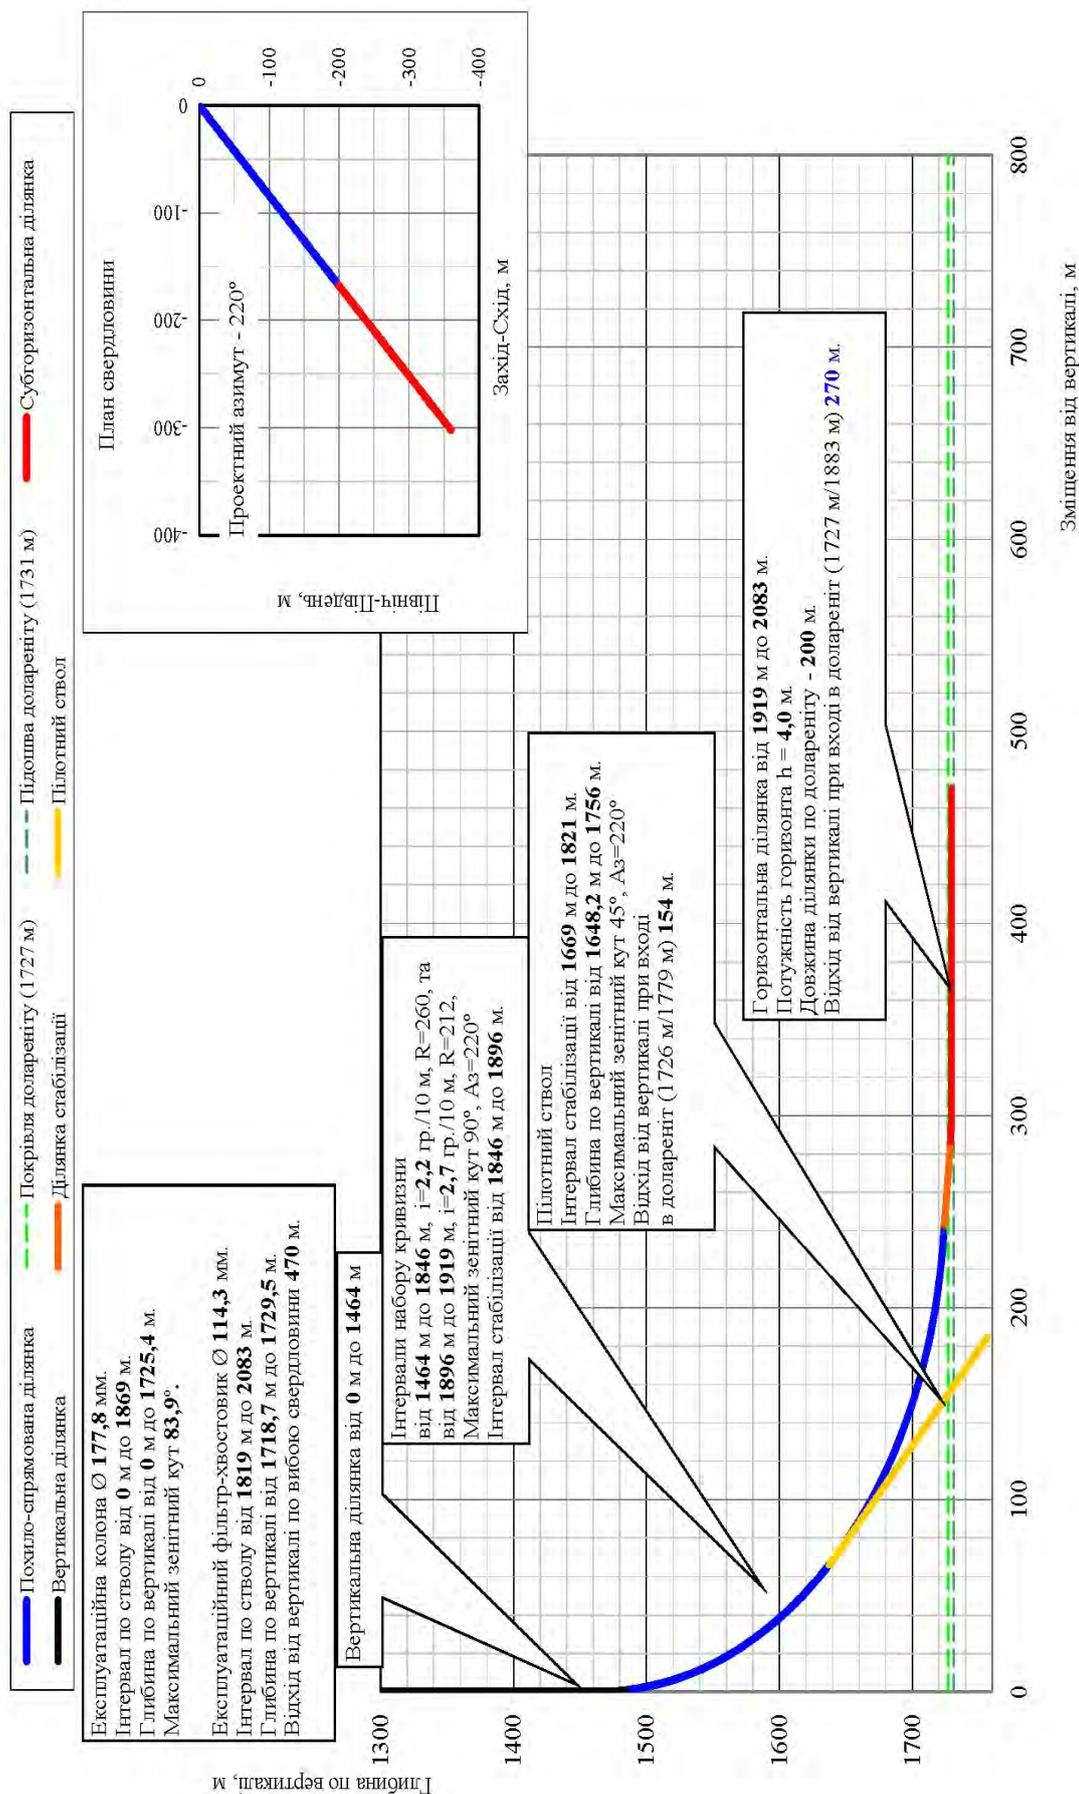 Похило-спрямована ділянка
Покрівля долареніту (1727 м)
Підошва долареніту (1731 м)
Субгоризонтальна ділянка
Вертикальна ділянка
Ділянка стабілізації
Пілотний ствол
Експлуатаційна колона Ø 177,8 мм.
Інтервал по стволу від 0 м до 1869 м.
Глибина по вертикалі від 0 м до 1725,4 м.
Максимальний зенітний кут 83,9°.
Експлуатаційний фільтр-хвостовик Ø 114,3 мм.
Інтервал по стволу від 1819 м до 2083 м.
Глибина по вертикалі від 1718,7 м до 1729,5 м.
Відхід від вертикалі по вибою свердловини 470 м.
План свердловини
-400
-300
-200
-100
0
0
-100
-200
-300
-400
Проектний азимут - 220°
Північ-Південь, м
Захід-Схід, м
Вертикальна ділянка від 0 м до 1464 м
Інтервали набору кривизни
від 1464 м до 1846 м, i=2,2 гр./10 м, R=260, та
від 1896 м до 1919 м, i=2,7 гр./10 м, R=212,
Максимальний зенітний кут 90°, Аз=220°
Інтервал стабілізації від 1846 м до 1896 м.
Пілотний ствол
Інтервал стабілізації від 1669 м до 1821 м.
Глибина по вертикалі від 1648,2 м до 1756 м.
Максимальний зенітний кут 45°, Аз=220°
Відхід від вертикалі при вході
в долареніт (1726 м/1779 м) 154 м.
Горизонтальна ділянка від 1919 м до 2083 м.
Потужність горизонта h = 4,0 м.
Довжина ділянки по долареніту - 200 м.
Відхід від вертикалі при вході в долареніт (1727 м/1883 м) 270 м.
Глибина по вертикалі, м
1300
1400
1500
1600
1700
0
100
200
300
400
500
600
700
800
Зміщення від вертикалі, м